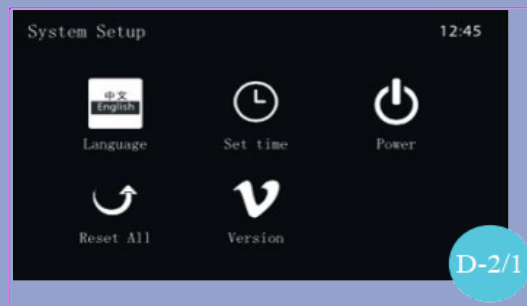 System Setup 12:45
中文
English
Language Set time Power
Reset All Version
D-2/1